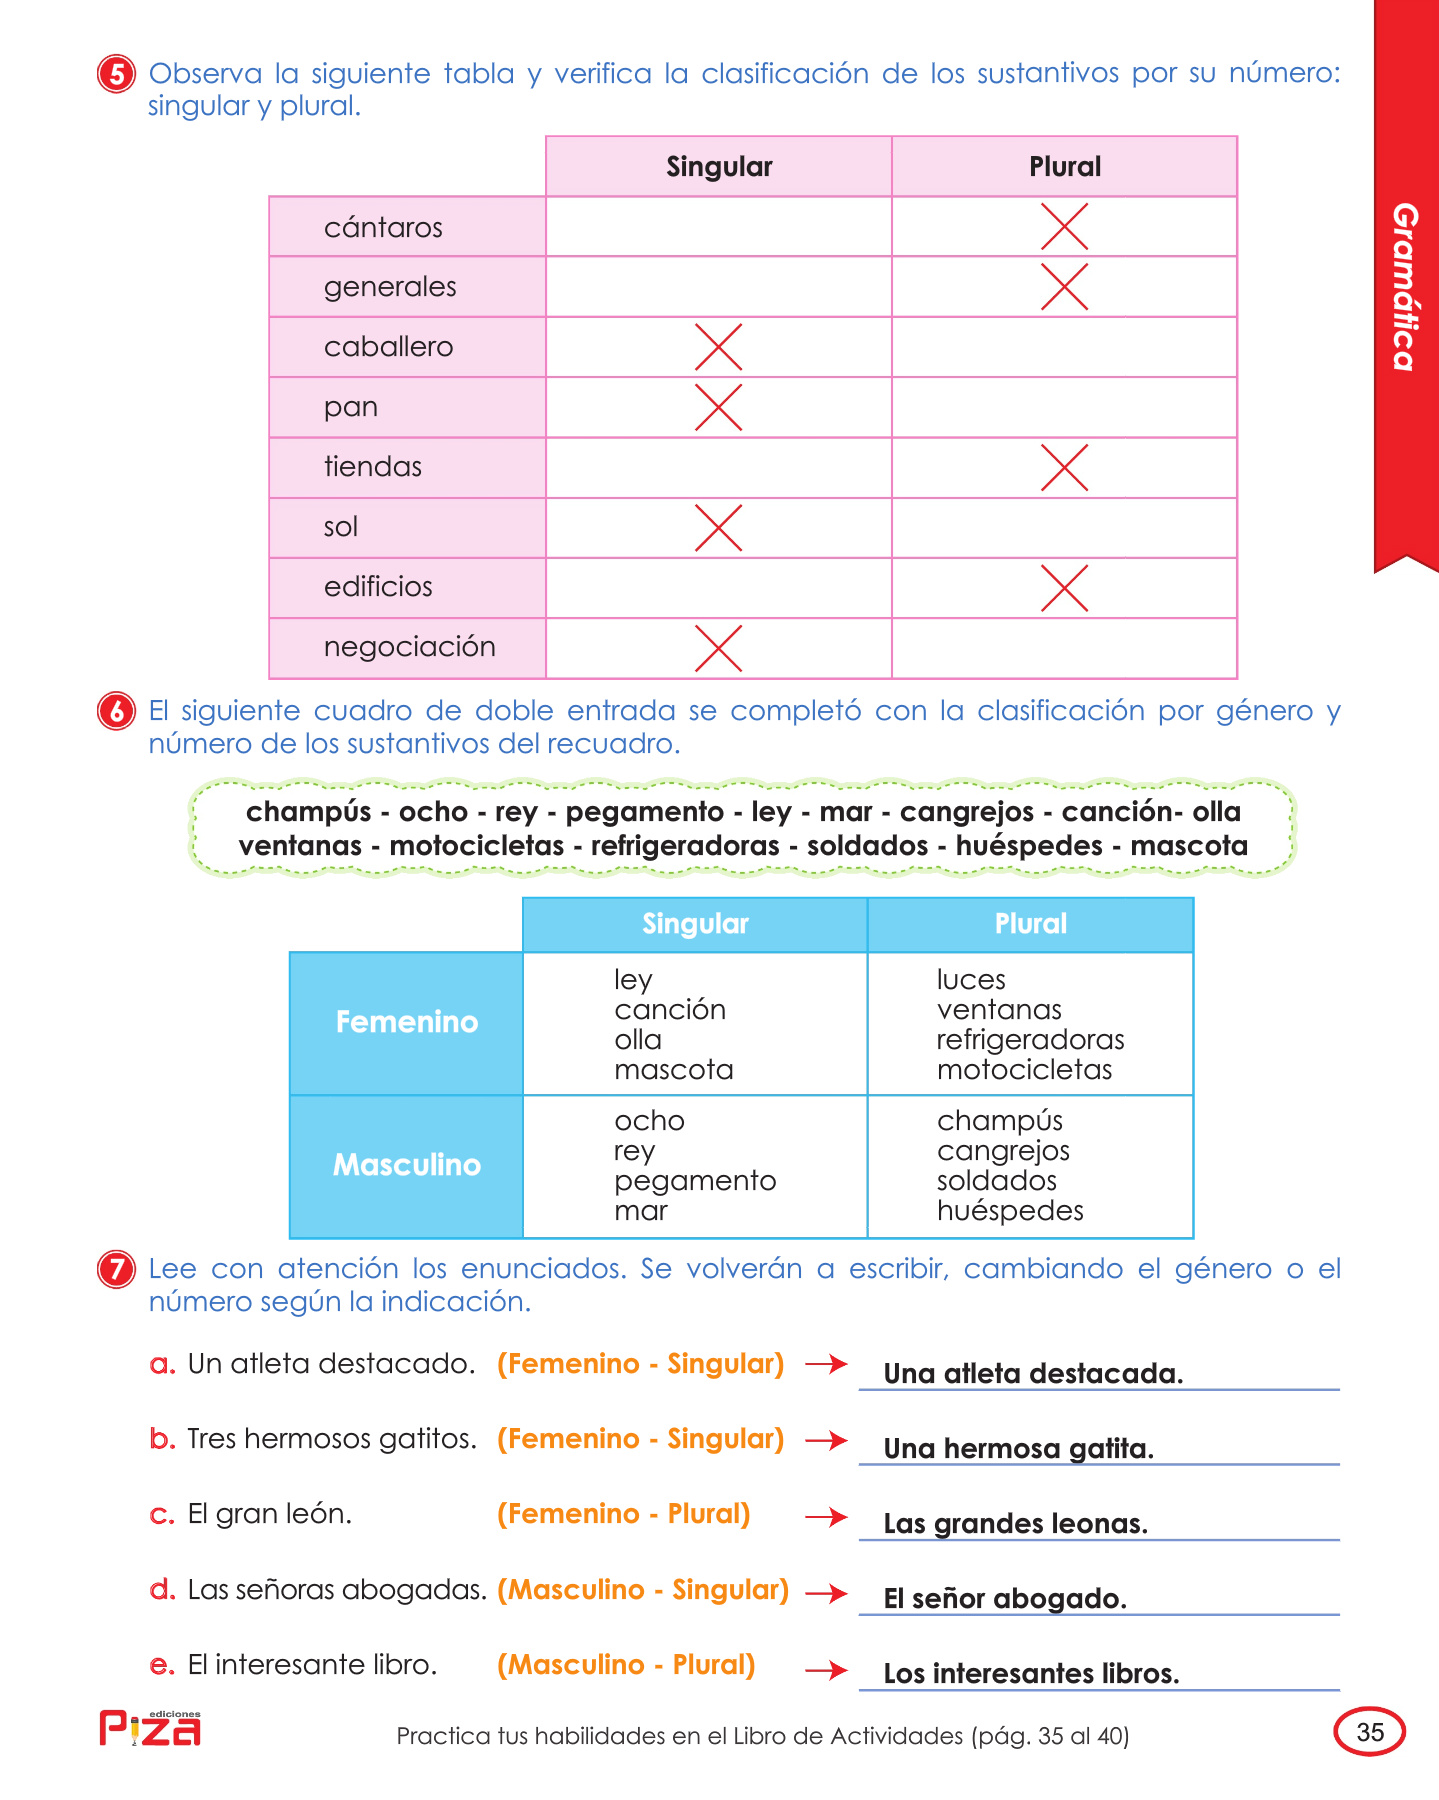 5 Observa la siguiente tabla y verifica la clasificación de los sustantivos por su número:
singular y plural.
Singular Plural
cántaros
generales
caballero
pan
tiendas
sol
edificios
negociación
Gramática
6 El siguiente cuadro de doble entrada se completó con la clasificación por género y
número de los sustantivos del recuadro.
champús - ocho - rey - pegamento - ley - mar - cangrejos - canción- olla
ventanas - motocicletas - refrigeradoras - soldados - huéspedes - mascota
Singular Plural
Femenino
ley
canción
olla
mascota
luces
ventanas
refrigeradoras
motocicletas
Masculino
ocho
rey
pegamento
mar
champús
cangrejos
soldados
huéspedes
7 Lee con atención los enunciados. Se volverán a escribir, cambiando el género o el
número según la indicación.
a. Un atleta destacado. (Femenino - Singular) Una atleta destacada.
b. Tres hermosos gatitos. (Femenino - Singular) Una hermosa gatita.
c. El gran león. (Femenino - Plural) Las grandes leonas.
d. Las señoras abogadas. (Masculino - Singular) El señor abogado.
e. El interesante libro. (Masculino - Plural) Los interesantes libros.
ediciones
Piza
Practica tus habilidades en el Libro de Actividades (pág. 35 al 40)
35